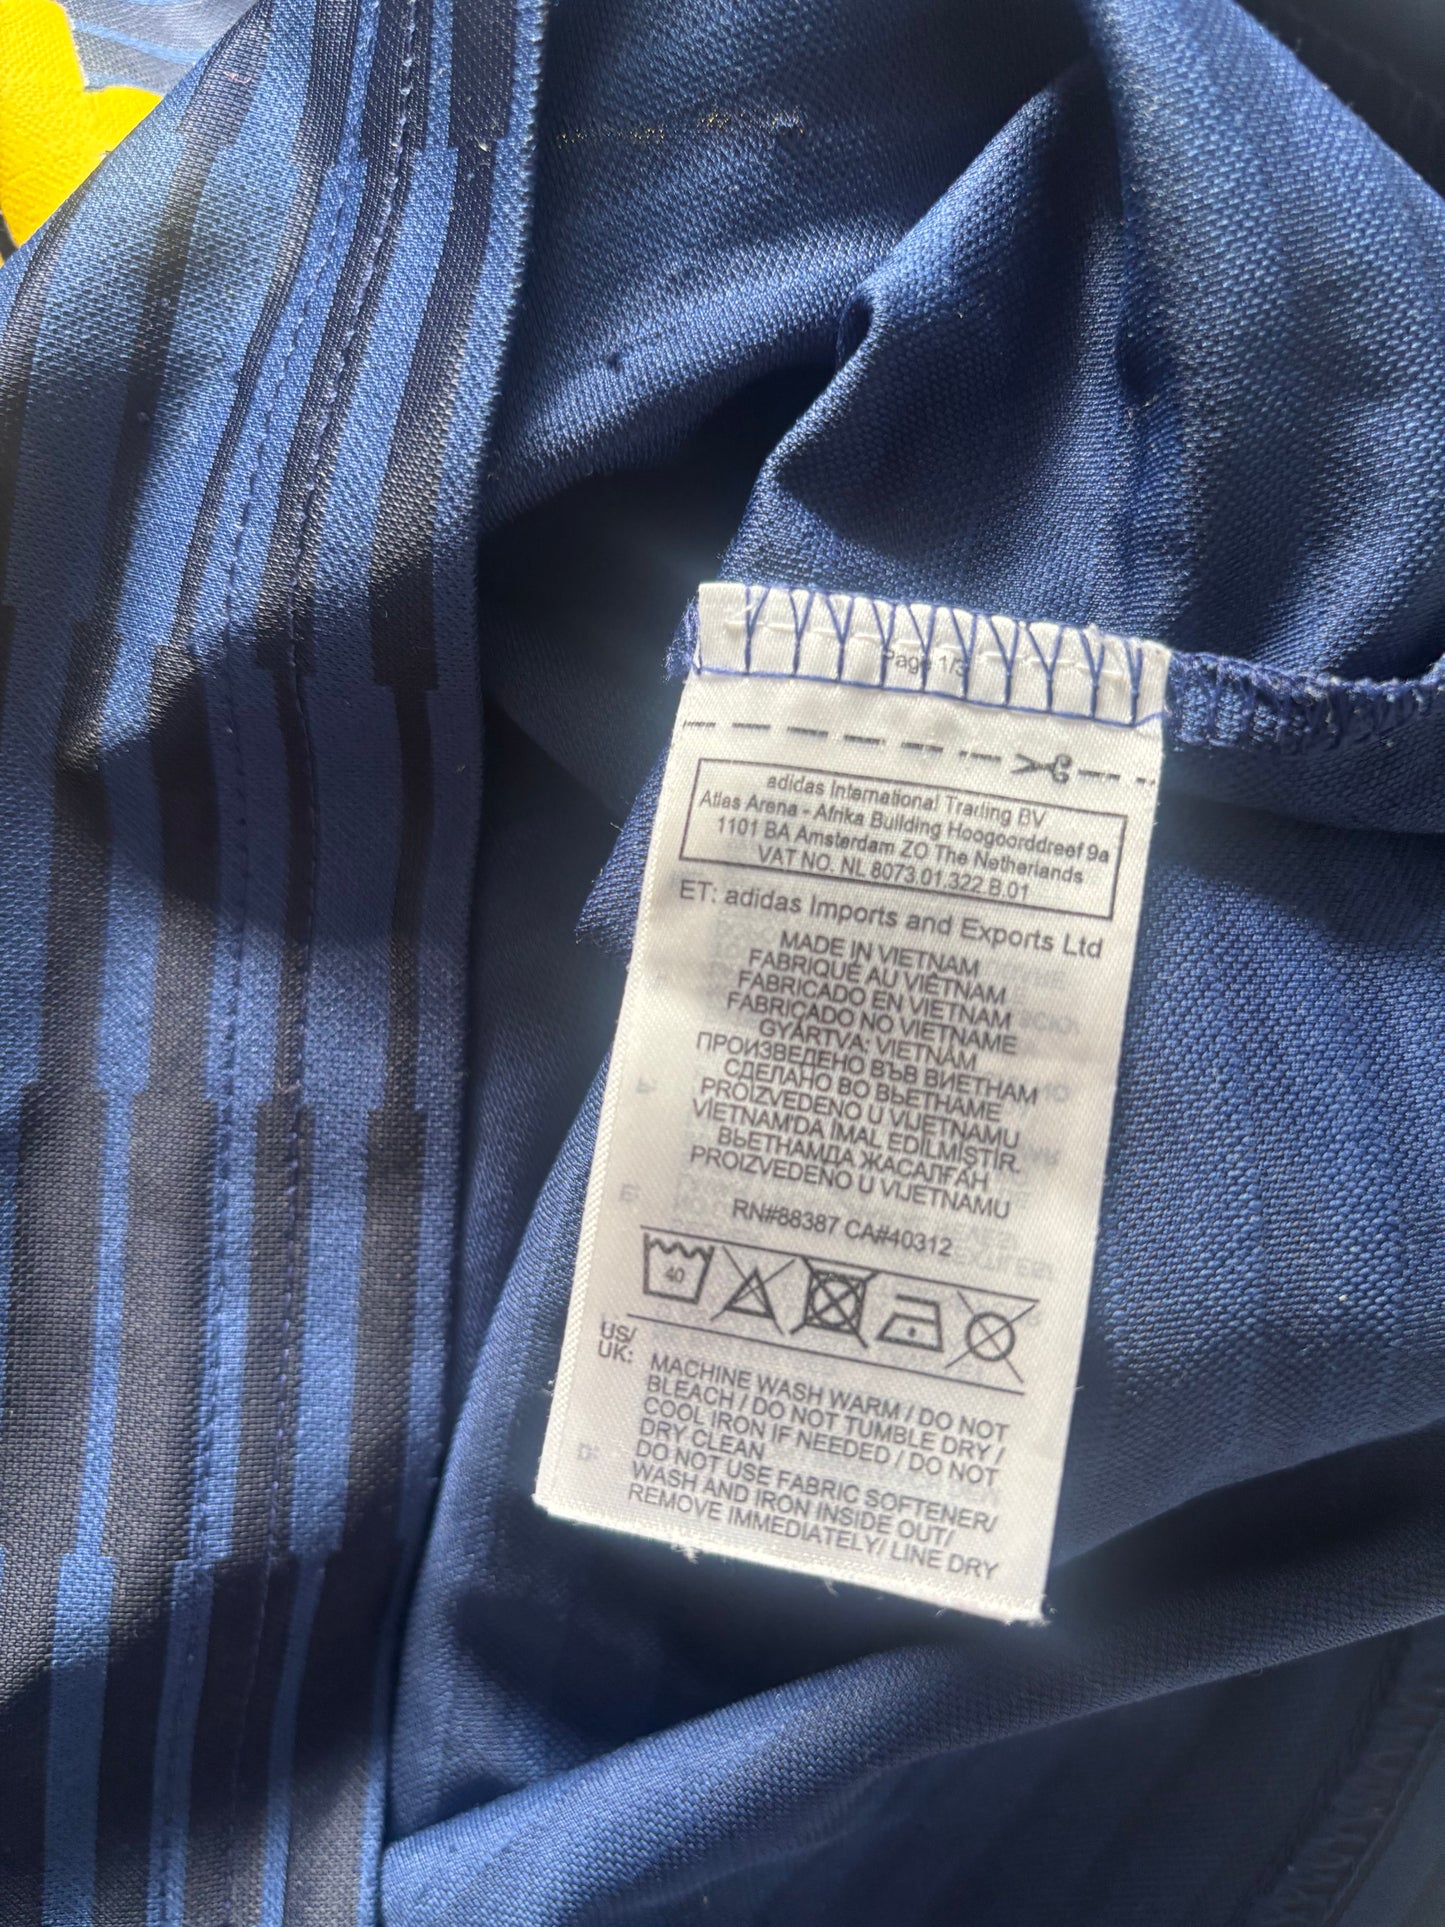 Page 1/3
adidas International Trading BV
Atlas Arena - Afrika Building Hoogoorddreef 9a
1101 BA Amsterdam ZO The Netherlands
VAT NO. NL 8073.01.322.B.01
ET: adidas Imports and Exports Ltd
MADE IN VIETNAM
FABRIQUÉ AU VIÊTNAM
FABRICADO EN VIETNAM
FABRICADO NO VIETNAME
GYÁRTVA: VIETNÁM
ПРОИЗВЕДЕНО ВЪВ ВИЕТНАМ
СДЕЛАНО ВО ВЬЕТНАМЕ
PROIZVEDENO U VIJETNAMU
VİETNAM'DA İMAL EDİLMİŞTİR.
ВЬЕТНАМДА ЖАСАЛҒАН
PROIZVEDENO U VIJETNAMU
RN#88387 CA#40312
40
US/
UK:
MACHINE WASH WARM / DO NOT
BLEACH / DO NOT TUMBLE DRY /
COOL IRON IF NEEDED / DO NOT
DRY CLEAN
DO NOT USE FABRIC SOFTENER/
WASH AND IRON INSIDE OUT/
REMOVE IMMEDIATELY/ LINE DRY